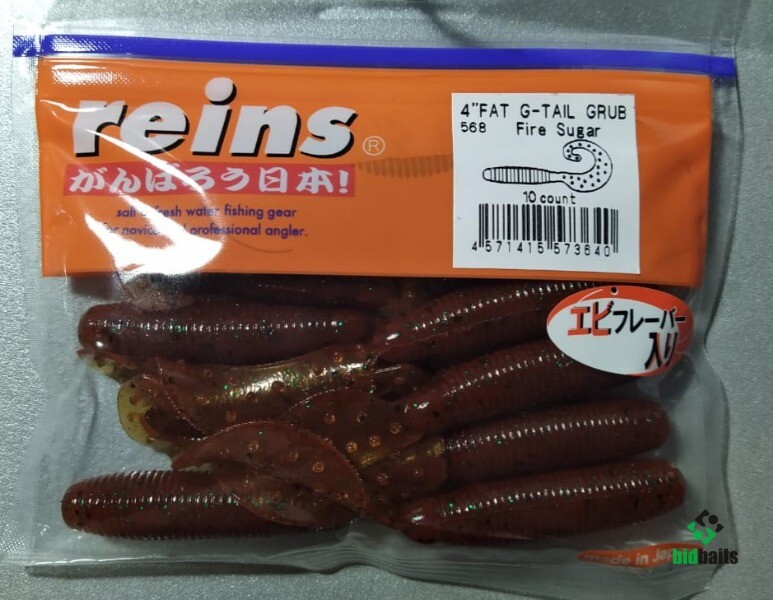 reins®
がんばろう日本!
salt & fresh water fishing gear
for novice and professional angler.
4"FAT G-TAIL GRUB
568 Fire Sugar
10 count
4 571415 573640
エビフレーバー
入り
made in Japan
bidbaits